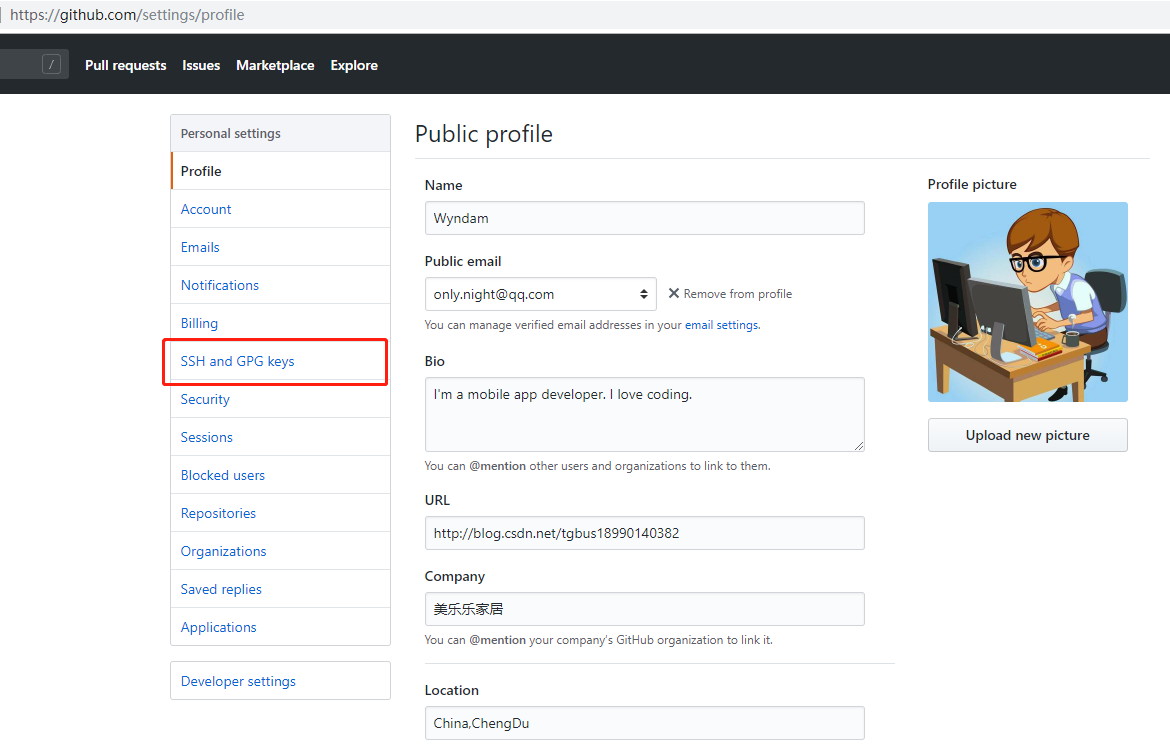 https://github.com/settings/profile
/
Pull requests Issues Marketplace Explore
Personal settings
Profile
Account
Emails
Notifications
Billing
SSH and GPG keys
Security
Sessions
Blocked users
Repositories
Organizations
Saved replies
Applications
Developer settings
Public profile
Name
Wyndam
Public email
only.night@qq.com
Remove from profile
You can manage verified email addresses in your email settings.
Bio
I'm a mobile app developer. I love coding.
You can @mention other users and organizations to link to them.
URL
http://blog.csdn.net/tgbus18990140382
Company
美乐乐家居
You can @mention your company's GitHub organization to link it.
Location
China,ChengDu
Profile picture
Upload new picture